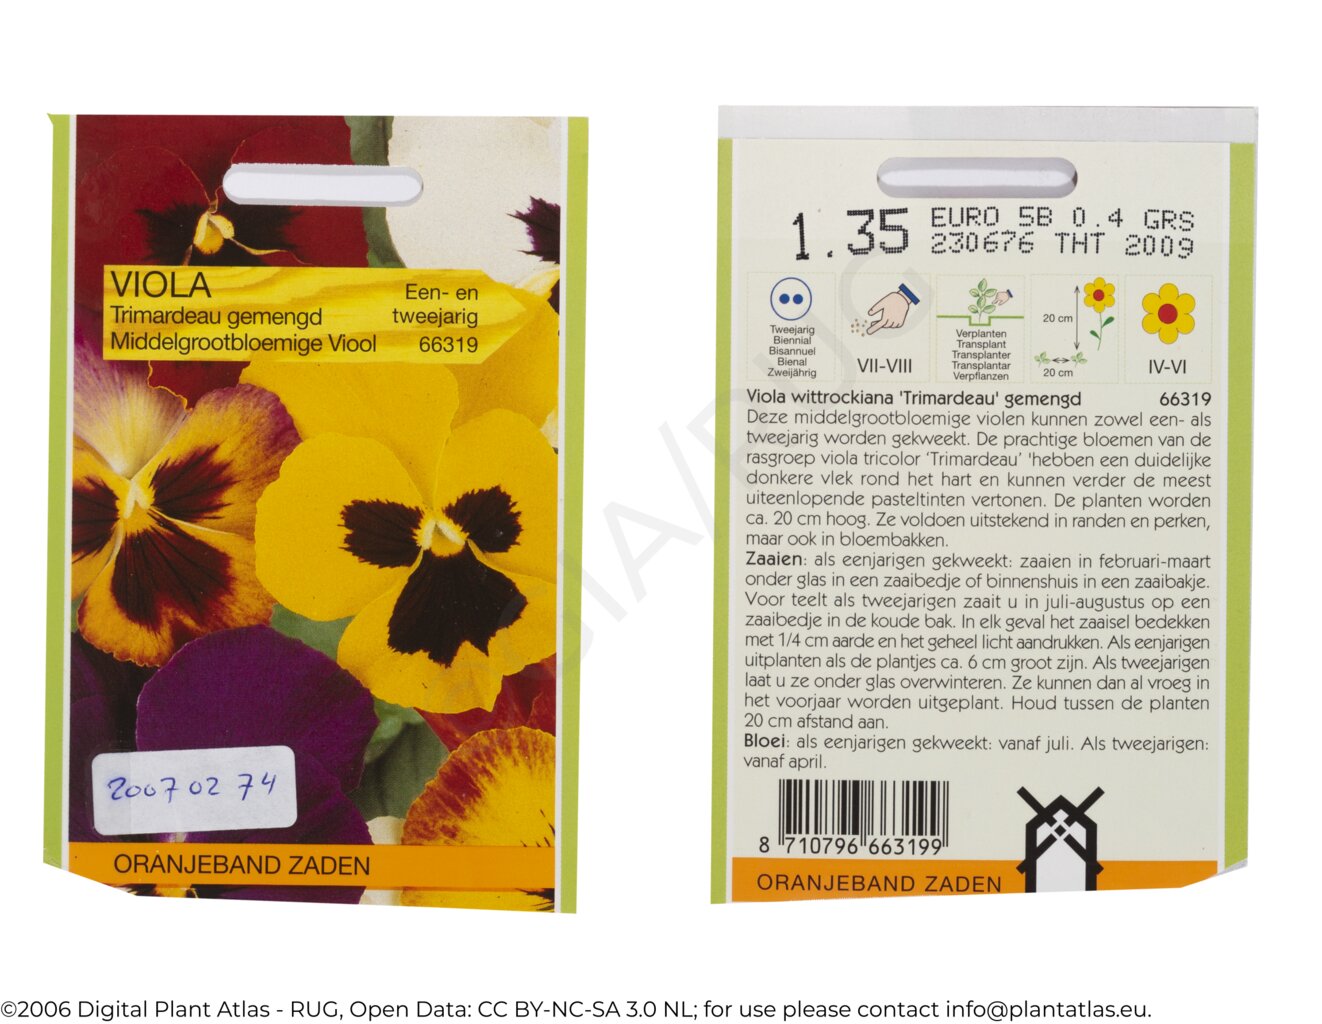 VIOLA
Trimardeau gemengd
Middelgrootbloemige Viool
Een- en
tweejarig
66319
2007 02 74
ORANJEBAND ZADEN
1.35 EURO 5B 0.4 GRS
230676 THT 2009
Tweejarig
Biennial
Bisannuel
Bienal
Zweijährig
VII-VIII
Verplanten
Transplant
Transplanter
Transplantar
Verpflanzen
20 cm
20 cm
IV-VI
Viola wittrockiana 'Trimardeau' gemengd 66319
Deze middelgrootbloemige violen kunnen zowel een- als
tweejarig worden gekweekt. De prachtige bloemen van de
rasgroep viola tricolor 'Trimardeau' 'hebben een duidelijke
donkere vlek rond het hart en kunnen verder de meest
uiteenlopende pasteltinten vertonen. De planten worden
ca. 20 cm hoog. Ze voldoen uitstekend in randen en perken,
maar ook in bloembakken.
Zaaien: als eenjarigen gekweekt: zaaien in februari-maart
onder glas in een zaaibedje of binnenshuis in een zaaibakje.
Voor teelt als tweejarigen zaait u in juli-augustus op een
zaaibedje in de koude bak. In elk geval het zaaisel bedekken
met 1/4 cm aarde en het geheel licht aandrukken. Als eenjarigen
uitplanten als de plantjes ca. 6 cm groot zijn. Als tweejarigen
laat u ze onder glas overwinteren. Ze kunnen dan al vroeg in
het voorjaar worden uitgeplant. Houd tussen de planten
20 cm afstand aan.
Bloei: als eenjarigen gekweekt: vanaf juli. Als tweejarigen:
vanaf april.
8 710796 663199
ORANJEBAND ZADEN
©2006 Digital Plant Atlas - RUG, Open Data: CC BY-NC-SA 3.0 NL; for use please contact info@plantatlas.eu.